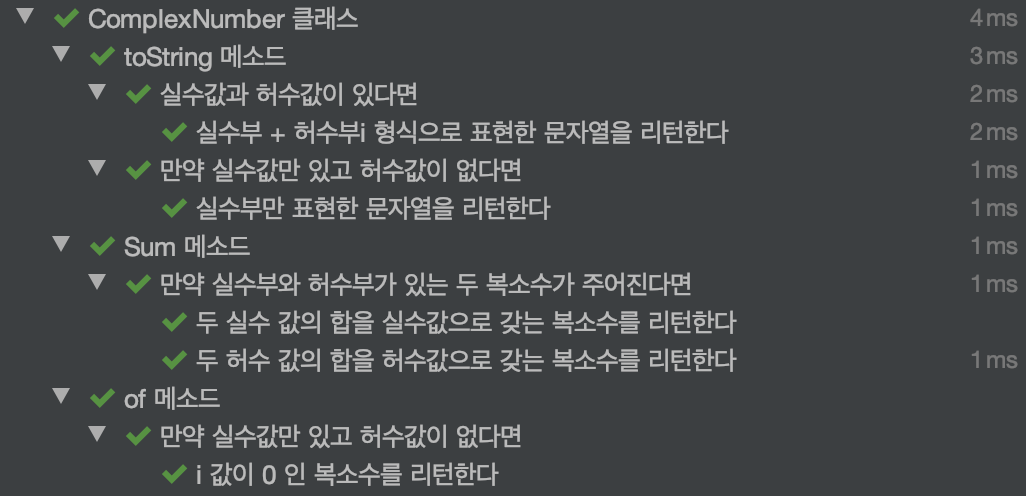 ComplexNumber 클래스 4 ms
toString 메소드 3 ms
실수값과 허수값이 있다면 2 ms
실수부 + 허수부i 형식으로 표현한 문자열을 리턴한다 2 ms
만약 실수값만 있고 허수값이 없다면 1 ms
실수부만 표현한 문자열을 리턴한다 1 ms
Sum 메소드 1 ms
만약 실수부와 허수부가 있는 두 복소수가 주어진다면 1 ms
두 실수 값의 합을 실수값으로 갖는 복소수를 리턴한다
두 허수 값의 합을 허수값으로 갖는 복소수를 리턴한다 1 ms
of 메소드
만약 실수값만 있고 허수값이 없다면
i 값이 0 인 복소수를 리턴한다